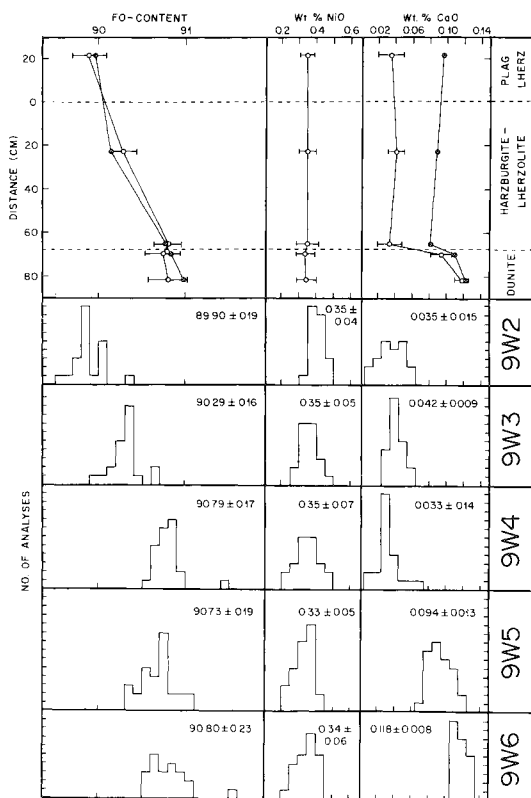 FO-CONTENT Wt % NiO Wt. % CaO
90 91 0.2 0.4 0.6 0.02 0.06 0.10 0.14
DISTANCE (CM)
20
0
20
40
60
80
PLAG LHERZ
HARZBURGITE-LHERZOLITE
DUNITE
NO. OF ANALYSES
89.90 ± 0.19 0.35 ± 0.04 0.035 ± 0.015 9W2
90.29 ± 0.16 0.35 ± 0.05 0.042 ± 0.009 9W3
90.79 ± 0.17 0.35 ± 0.07 0.033 ± 0.14 9W4
90.73 ± 0.19 0.33 ± 0.05 0.094 ± 0.013 9W5
90.80 ± 0.23 0.34 ± 0.06 0.118 ± 0.008 9W6